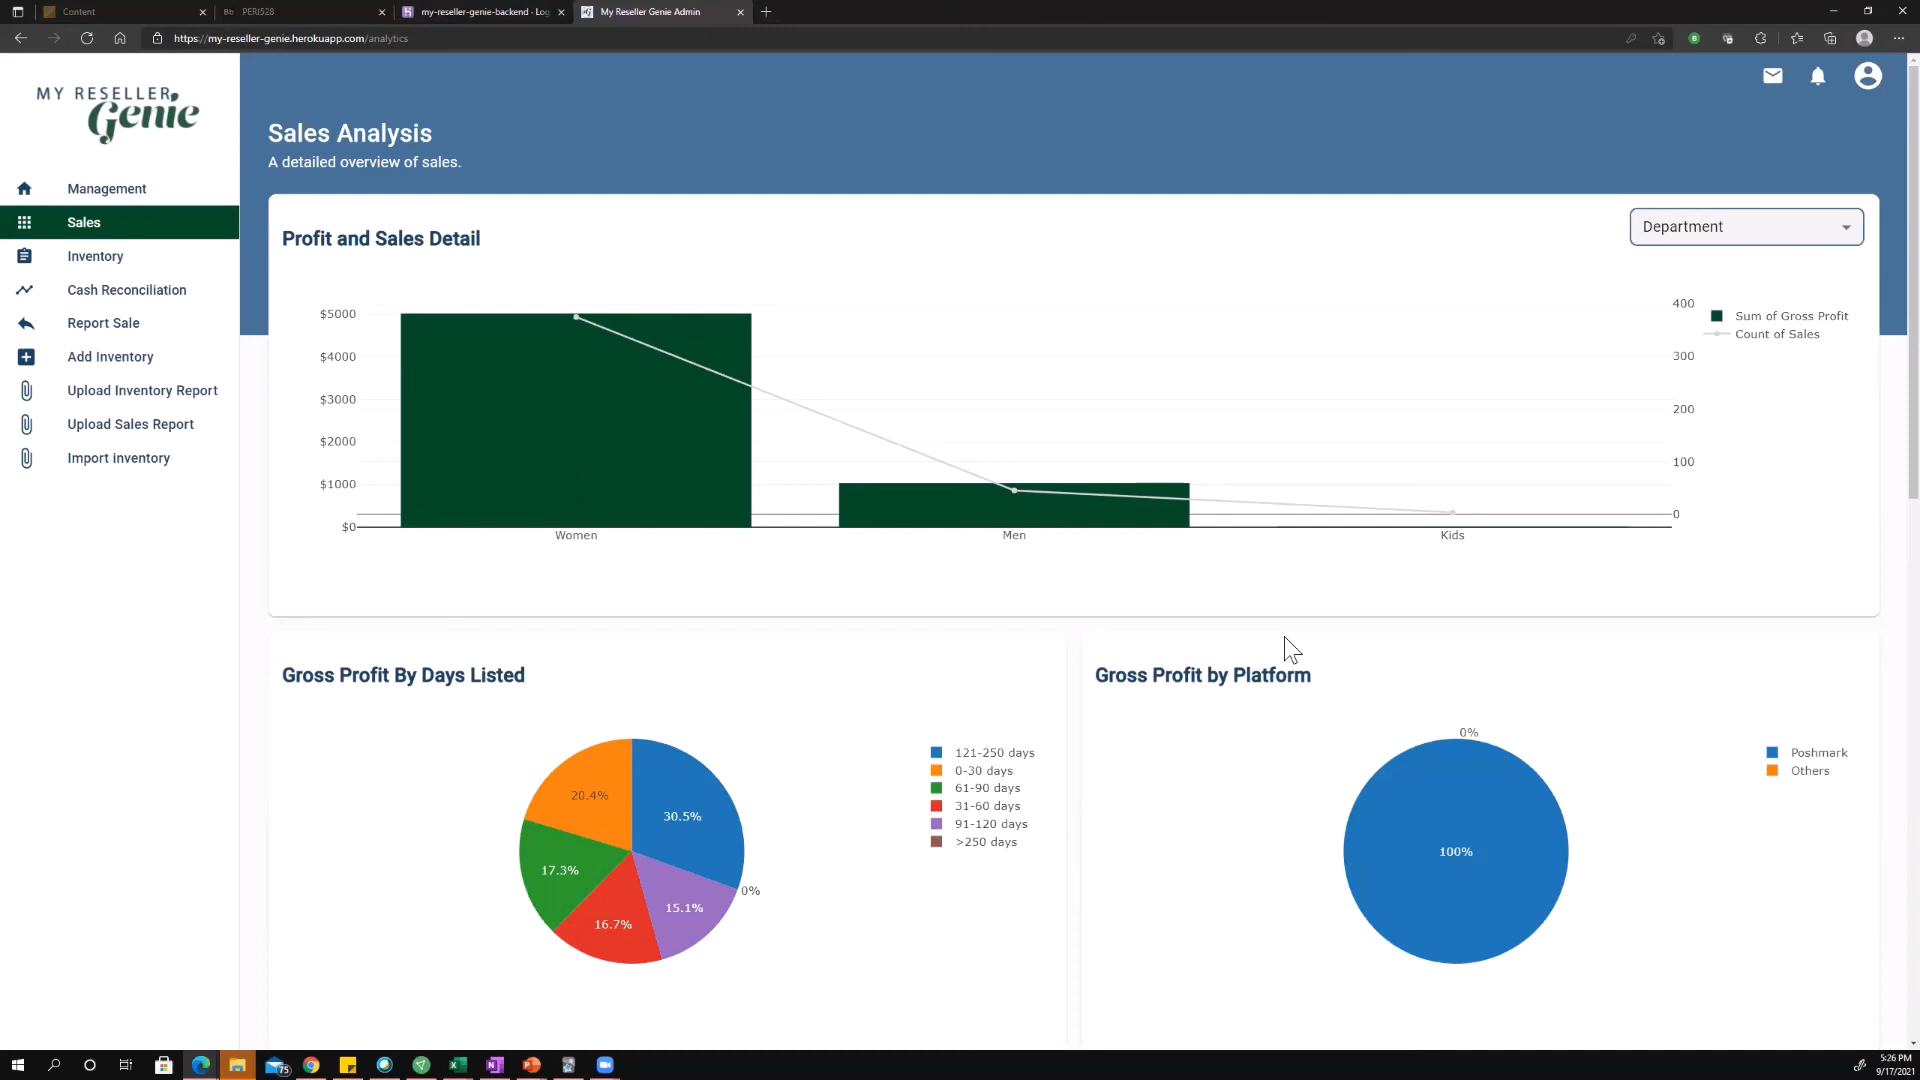 Content
Bb PERI528
my-reseller-genie-backend - Log
My Reseller Genie Admin
https://my-reseller-genie.herokuapp.com/analytics
MY RESELLER
Genie
Management
Sales
Inventory
Cash Reconciliation
Report Sale
Add Inventory
Upload Inventory Report
Upload Sales Report
Import inventory
Sales Analysis
A detailed overview of sales.
Profit and Sales Detail
Department
$5000
$4000
$3000
$2000
$1000
$0
400
300
200
100
0
Sum of Gross Profit
Count of Sales
Women
Men
Kids
Gross Profit By Days Listed
20.4%
30.5%
17.3%
0%
15.1%
16.7%
121-250 days
0-30 days
61-90 days
31-60 days
91-120 days
>250 days
Gross Profit by Platform
0%
100%
Poshmark
Others
75
5:26 PM
9/17/2021